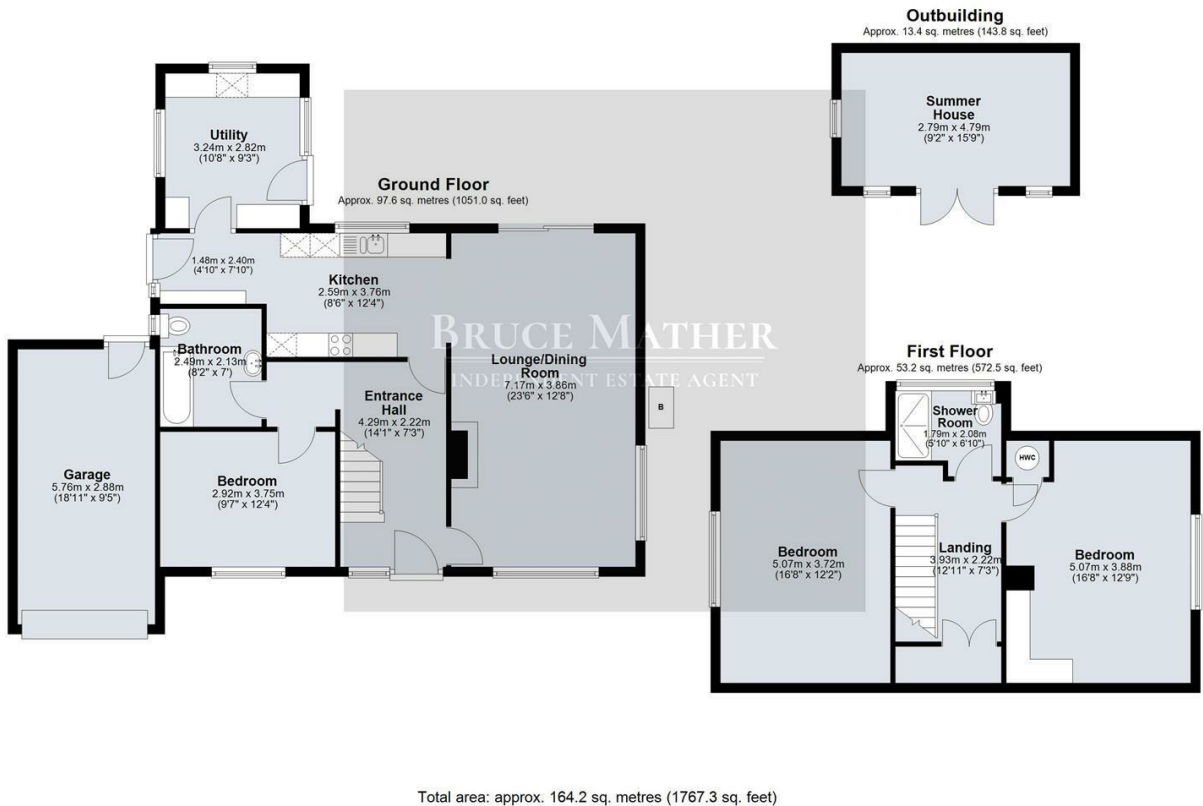 Outbuilding
Approx. 13.4 sq. metres (143.8 sq. feet)
Summer
House
2.79m x 4.79m
(9'2" x 15'9")
Utility
3.24m x 2.82m
(10'8" x 9'3")
Ground Floor
Approx. 97.6 sq. metres (1051.0 sq. feet)
1.48m x 2.40m
(4'10" x 7'10")
Kitchen
2.59m x 3.76m
(8'6" x 12'4")
BRUCE MATHER
INDEPENDENT ESTATE AGENT
Bathroom
2.49m x 2.13m
(8'2" x 7')
Lounge/Dining
Room
7.17m x 3.86m
(23'6" x 12'8")
B
Entrance
Hall
4.29m x 2.22m
(14'1" x 7'3")
Garage
5.76m x 2.88m
(18'11" x 9'5")
Bedroom
2.92m x 3.75m
(9'7" x 12'4")
First Floor
Approx. 53.2 sq. metres (572.5 sq. feet)
Shower
Room
1.79m x 2.08m
(5'10" x 6'10")
HWC
Bedroom
5.07m x 3.72m
(16'8" x 12'2")
Landing
3.93m x 2.22m
(12'11" x 7'3")
Bedroom
5.07m x 3.88m
(16'8" x 12'9")
Total area: approx. 164.2 sq. metres (1767.3 sq. feet)